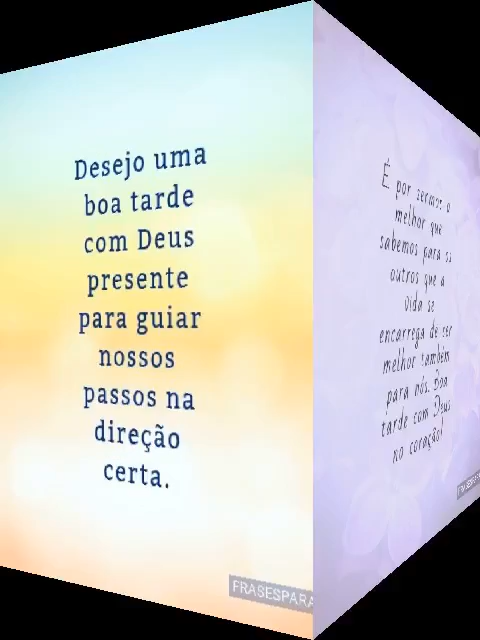 Desejo uma
boa tarde
com Deus
presente
para guiar
nossos
passos na
direção
certa.
FRASESPARA
É por sermos o
melhor que
sabemos para os
outros que a
vida se
encarrega de ser
melhor também
para nós. Boa
tarde com Deus
no coração!